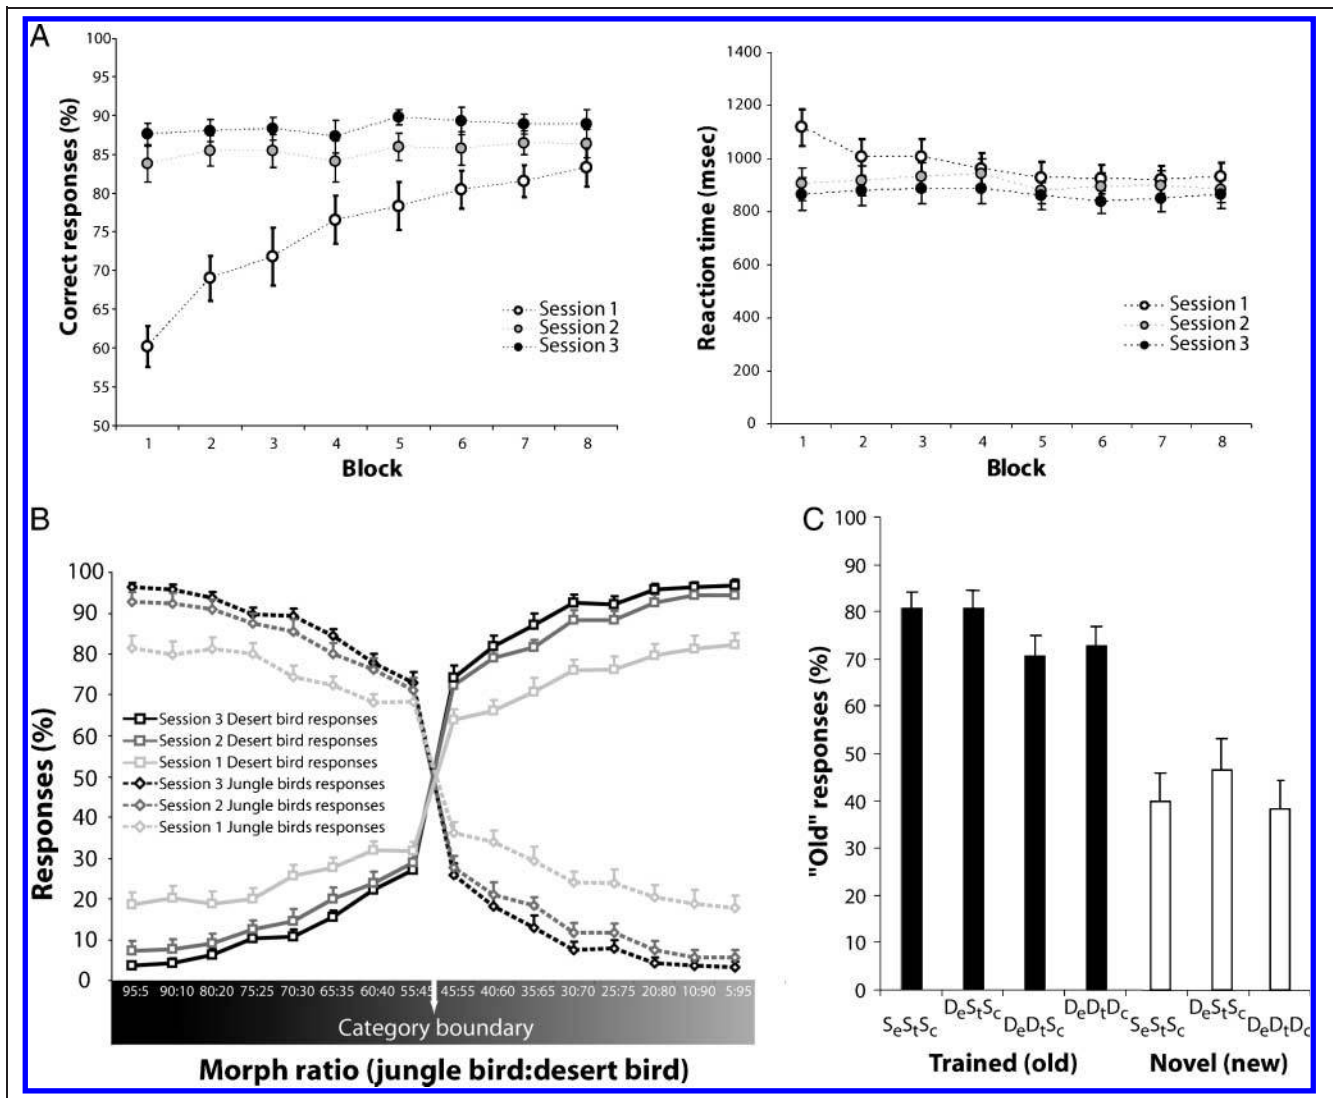 A
100
95
90
85
80
75
70
65
60
55
50
Correct responses (%)
Session 1
Session 2
Session 3
1 2 3 4 5 6 7 8
Block
1400
1200
1000
800
600
400
200
0
Reaction time (msec)
Session 1
Session 2
Session 3
1 2 3 4 5 6 7 8
Block
B
100
90
80
70
60
50
40
30
20
10
0
Responses (%)
Session 3 Desert bird responses
Session 2 Desert bird responses
Session 1 Desert bird responses
Session 3 Jungle birds responses
Session 2 Jungle birds responses
Session 1 Jungle birds responses
95:5 90:10 80:20 75:25 70:30 65:35 60:40 55:45 45:55 40:60 35:65 30:70 25:75 20:80 10:90 5:95
Category boundary
Morph ratio (jungle bird:desert bird)
C
100
90
80
70
60
50
40
30
20
10
0
"Old" responses (%)
SeStSc DeStSc DeDtSc DeDtDc SeStSc DeStSc DeDtDc
Trained (old) Novel (new)